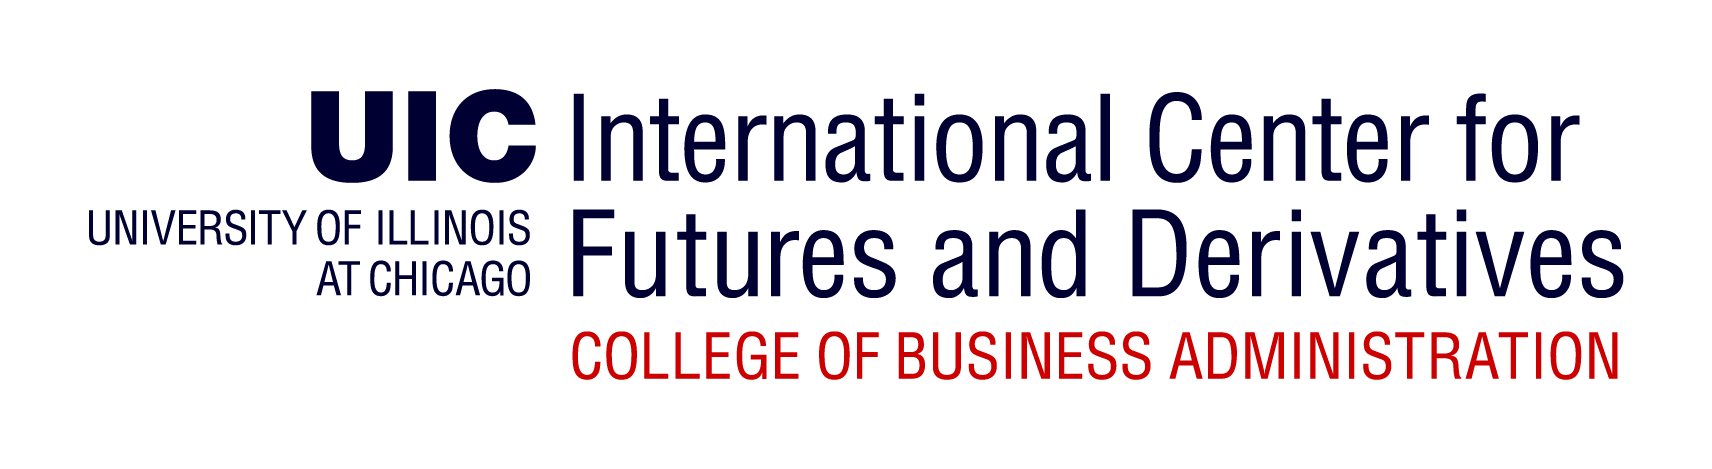 UIC
UNIVERSITY OF ILLINOIS
AT CHICAGO
International Center for
Futures and Derivatives
COLLEGE OF BUSINESS ADMINISTRATION